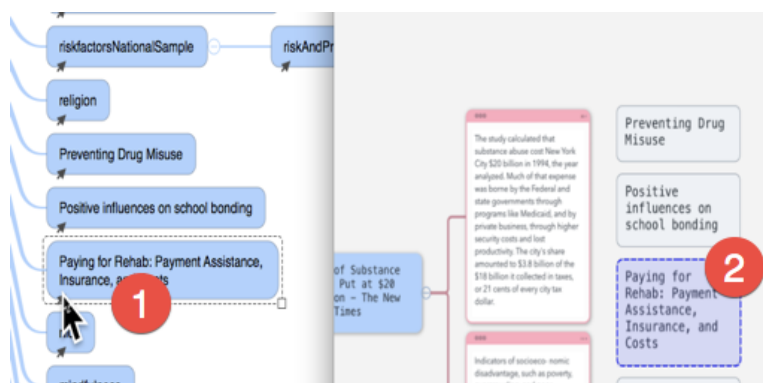 riskfactorsNationalSample
riskAndPr
religion
Preventing Drug Misuse
Positive influences on school bonding
Paying for Rehab: Payment Assistance,
Insurance, a
ts
1
of Substance
Put at $20
on – The New
Times
The study calculated that
substance abuse cost New York
City $20 billion in 1994, the year
analyzed. Much of that expense
was borne by the Federal and
state governments through
programs like Medicaid, and by
private business, through higher
security costs and lost
productivity. The city's share
amounted to $3.8 billion of the
$18 billion it collected in taxes,
or 21 cents of every city tax
dollar.
Indicators of socioeco- nomic
disadvantage, such as poverty,
Preventing Drug
Misuse
Positive
influences on
school bonding
Paying for
Rehab: Payment
Assistance,
Insurance, and
Costs
2